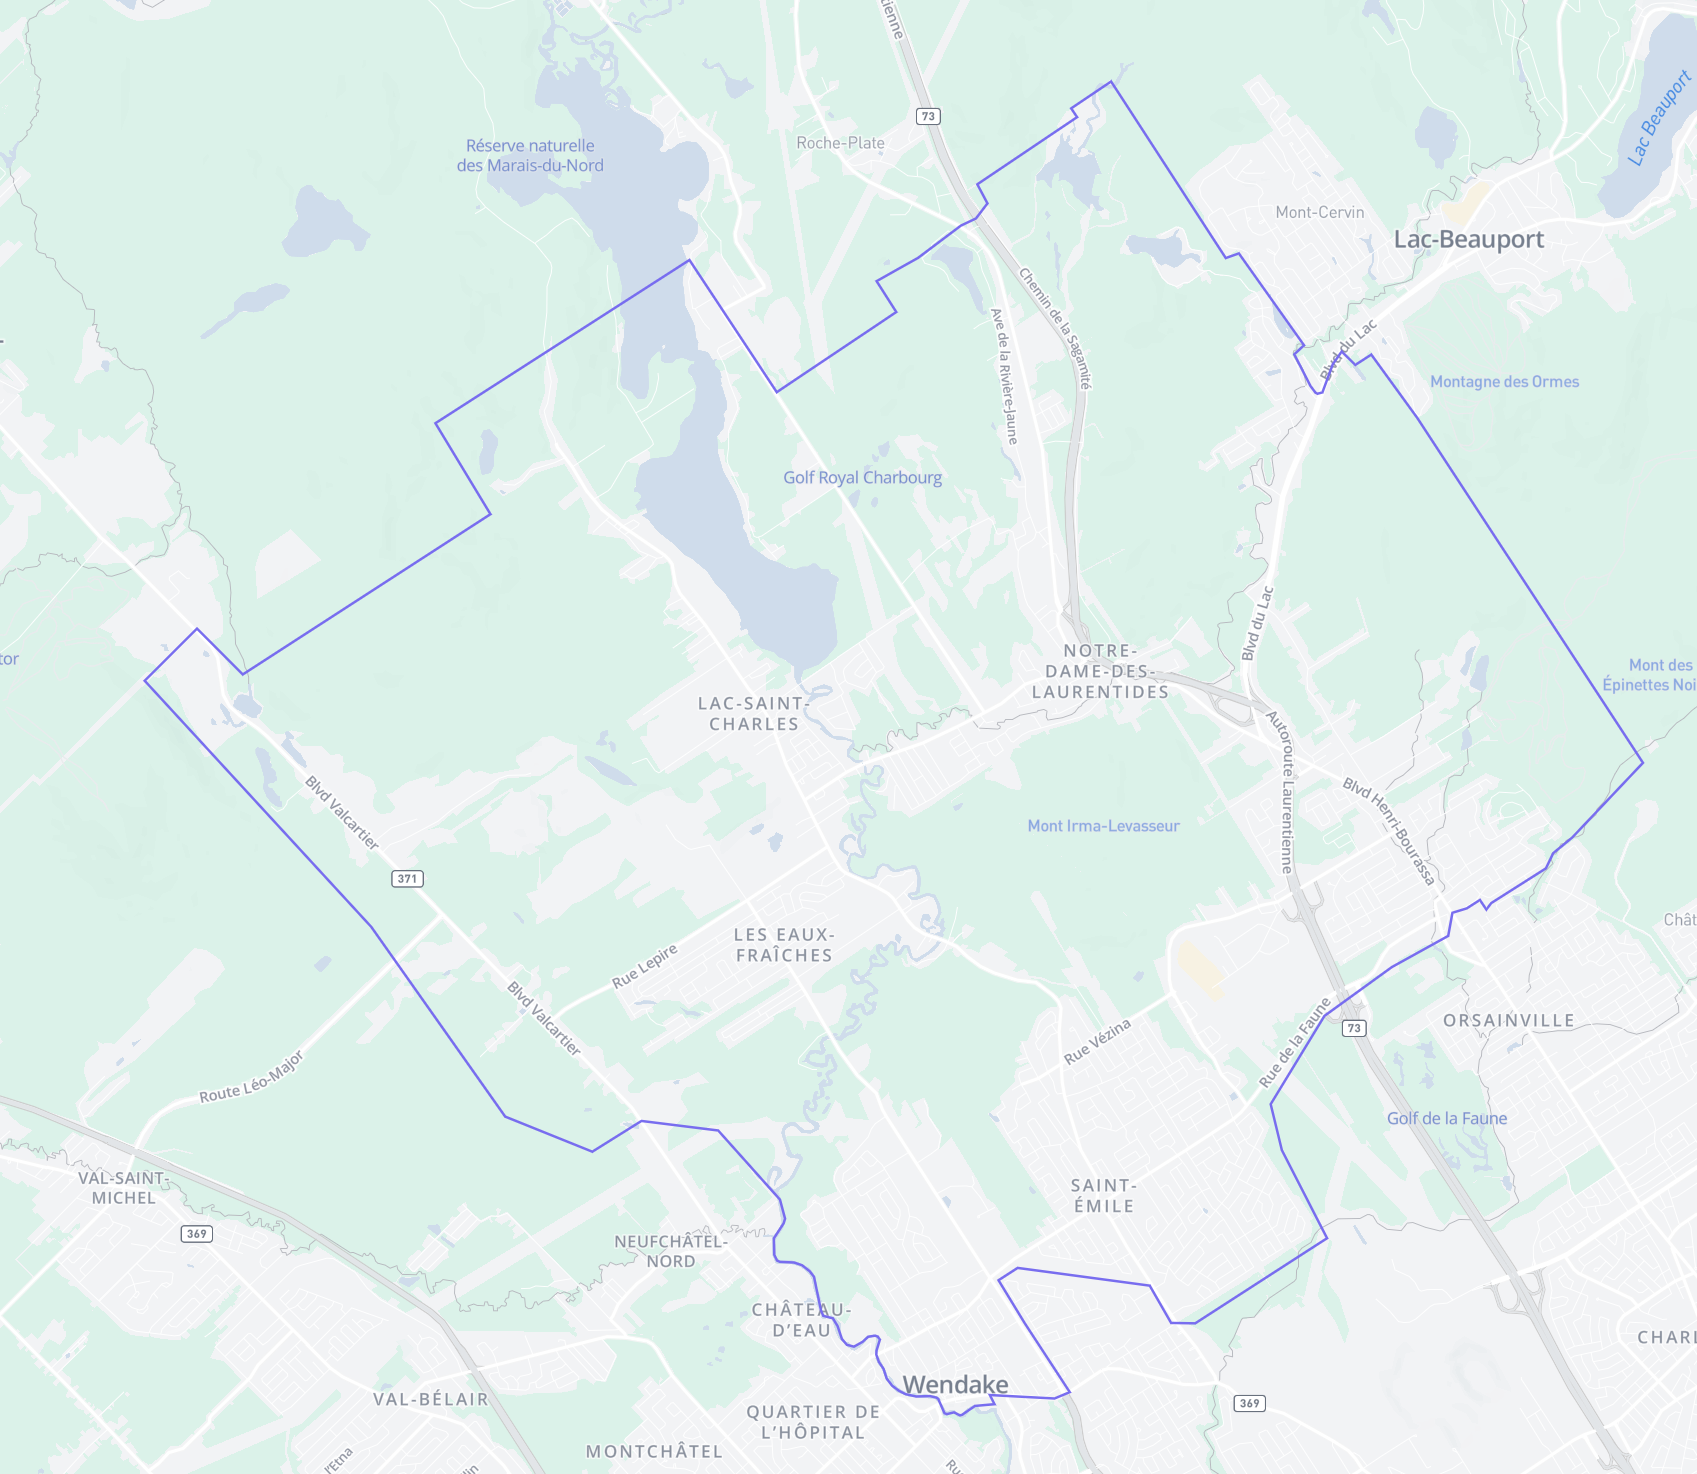 tienne
73
Réserve naturelle
des Marais-du-Nord
Roche-Plate
Lac Beauport
Mont-Cervin
Lac-Beauport
Chemin de la Sagamité
Ave de la Rivière-Jaune
Blvd du Lac
Montagne des Ormes
Golf Royal Charbourg
Blvd du Lac
tor
NOTRE-
DAME-DES-
LAURENTIDES
Mont des
Épinettes Noi
LAC-SAINT-
CHARLES
Autoroute Laurentienne
Blvd Valcartier
Blvd Henri-Bourassa
Mont Irma-Levasseur
371
Chât
LES EAUX-
FRAÎCHES
Rue Lepire
Blvd Valcartier
ORSAINVILLE
73
Rue Vézina
Rue de la Faune
Route Léo-Major
Golf de la Faune
VAL-SAINT-
MICHEL
SAINT-
ÉMILE
369
NEUFCHÂTEL-
NORD
CHÂTEAU-
D'EAU
CHARL
Wendake
VAL-BÉLAIR
369
QUARTIER DE
L'HÔPITAL
MONTCHÂTEL
l'Etna
Ru